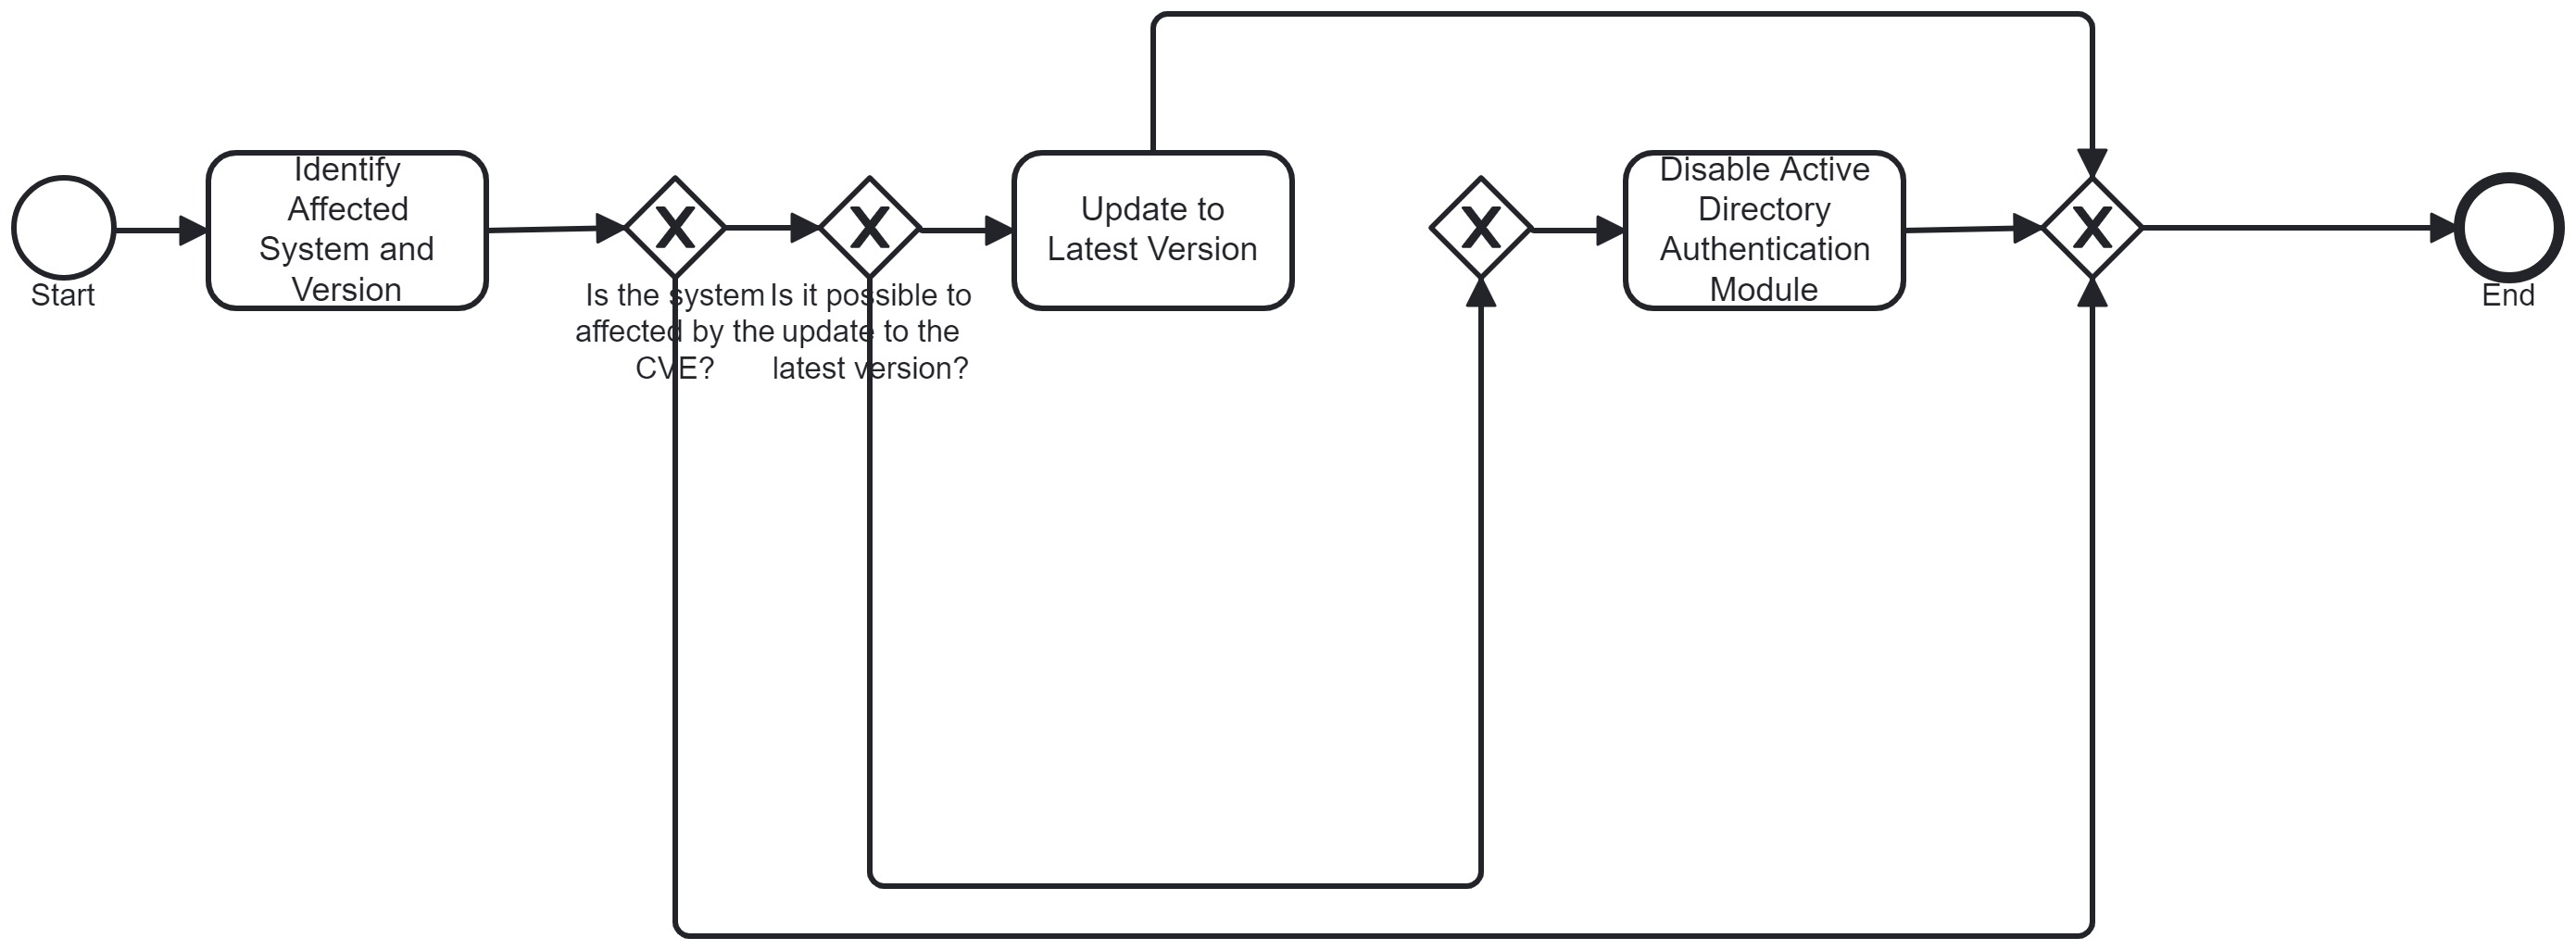 Start
Identify
Affected
System and
Version
Is the system
affected by the
CVE?
Is it possible to
update to the
latest version?
Update to
Latest Version
Disable Active
Directory
Authentication
Module
End